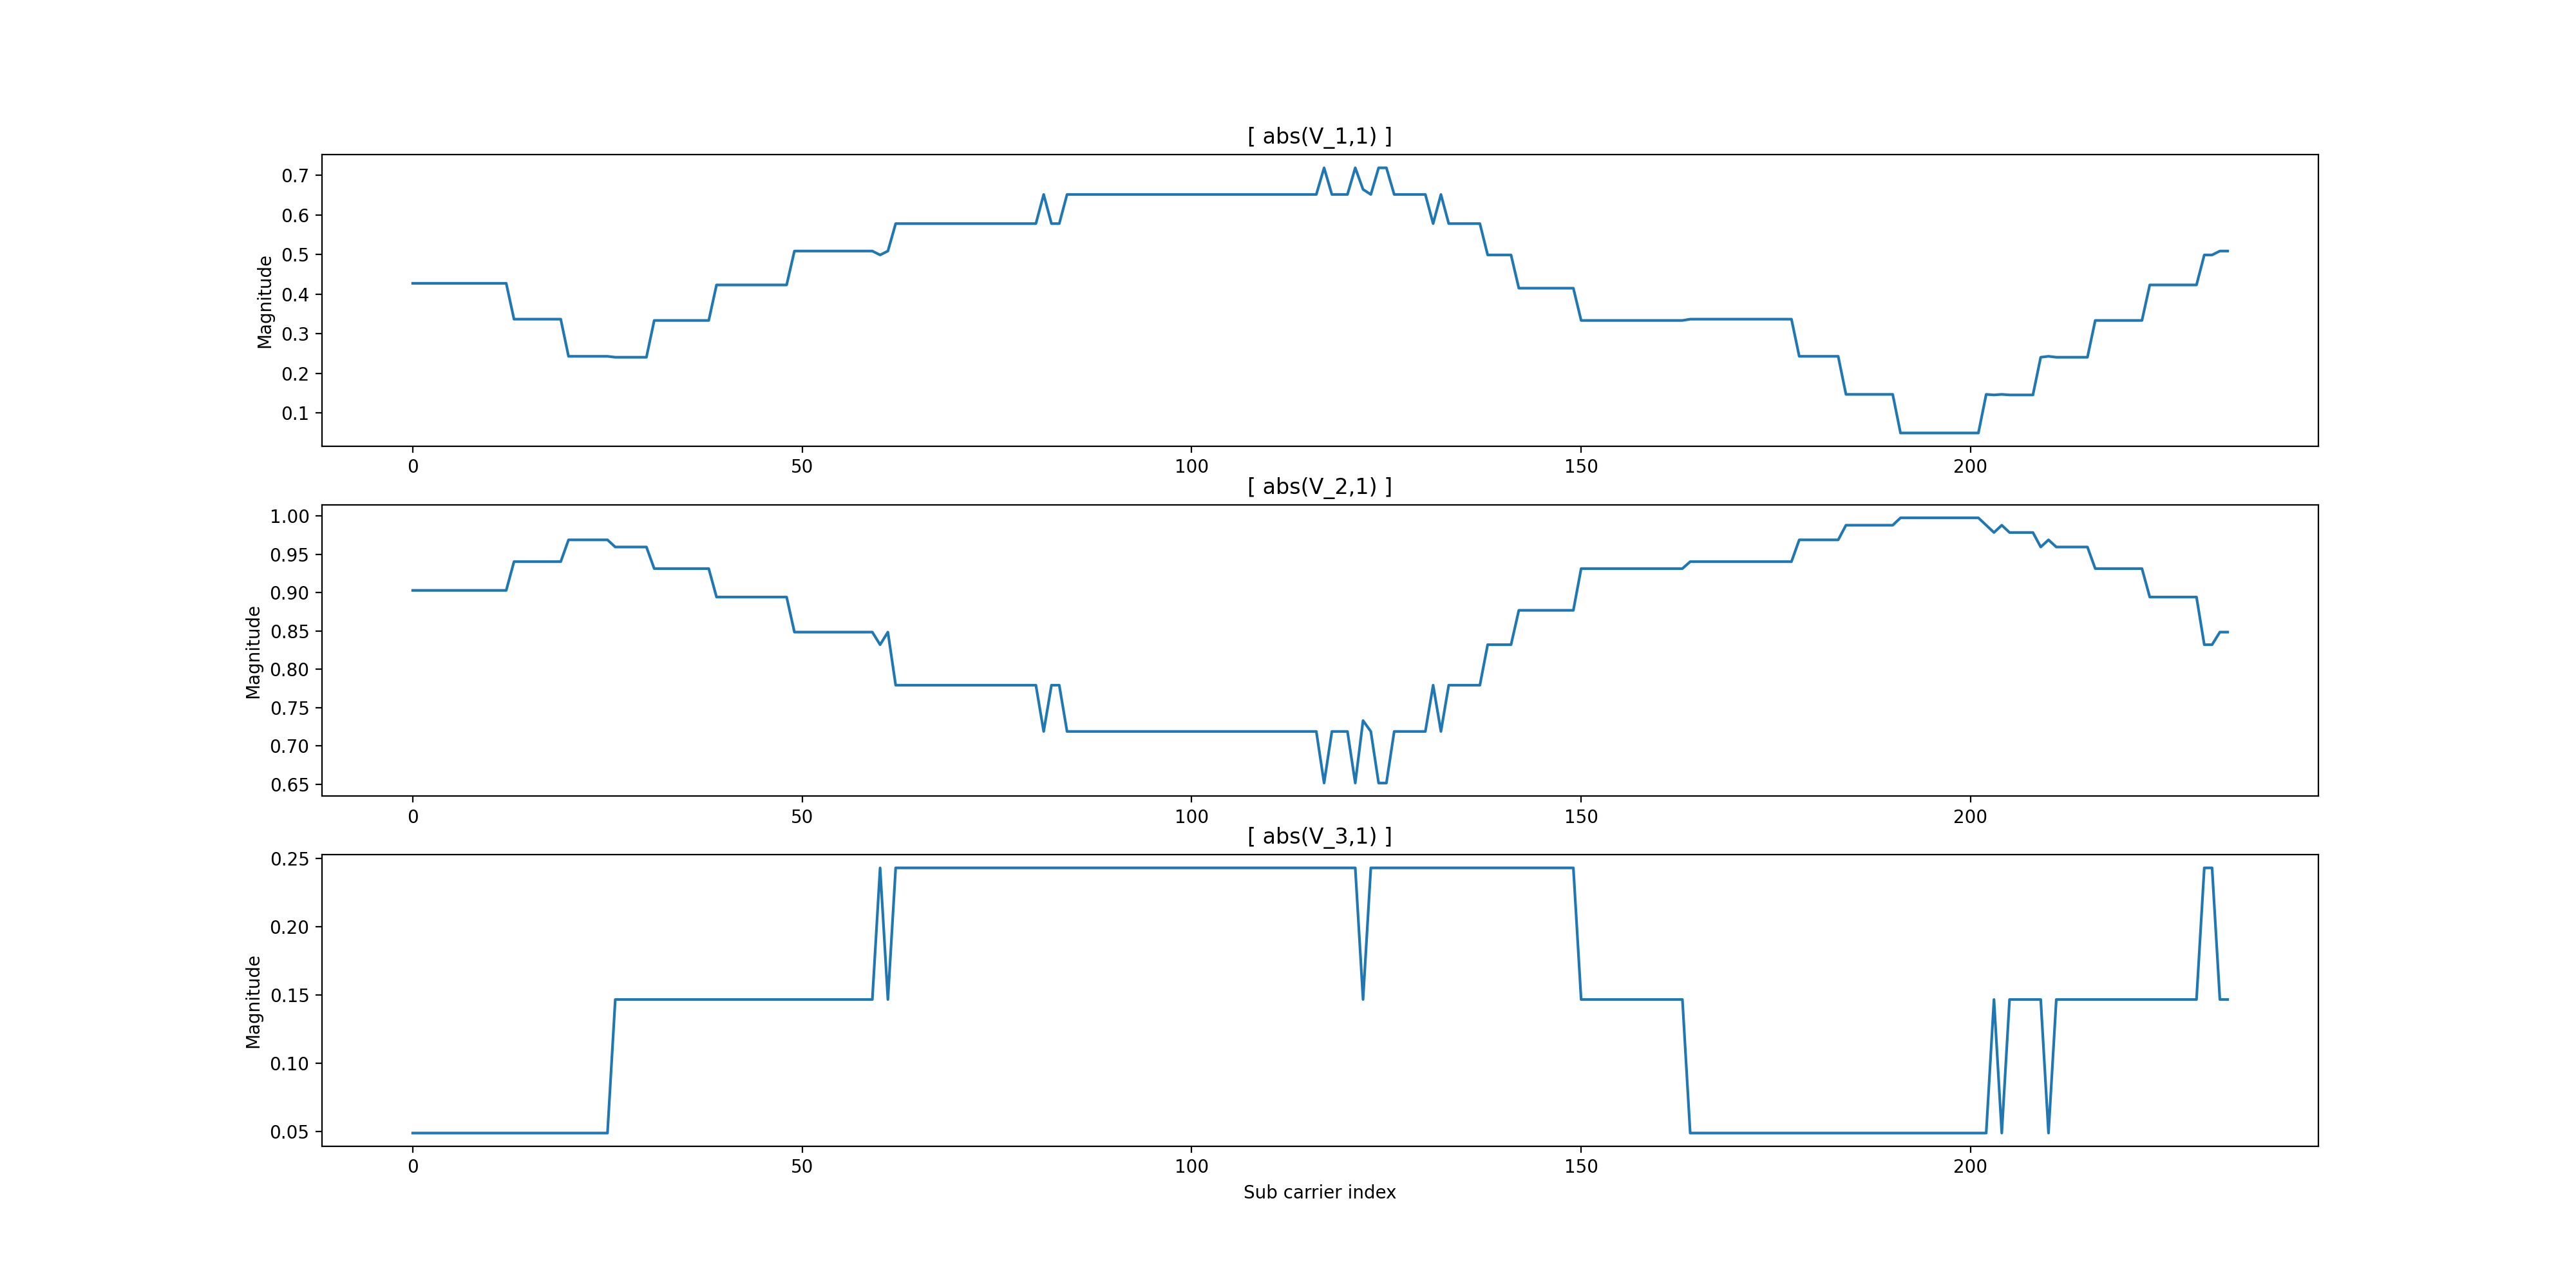 [ abs(V_1,1) ]
Magnitude
0.7
0.6
0.5
0.4
0.3
0.2
0.1
0 50 100 150 200
[ abs(V_2,1) ]
Magnitude
1.00
0.95
0.90
0.85
0.80
0.75
0.70
0.65
0 50 100 150 200
[ abs(V_3,1) ]
Magnitude
0.25
0.20
0.15
0.10
0.05
0 50 100 150 200
Sub carrier index